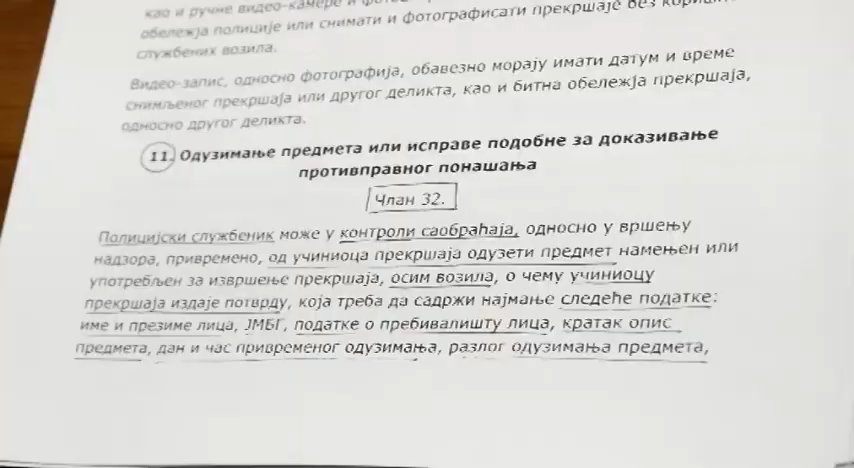 као и ручне видео-камере и
обележја полиције или снимати и фотографисати прекршаје без
службених возила.
Видео-запис, односно фотографија, обавезно морају имати датум и време
снимљеног прекршаја или другог деликта, као и битна обележја прекршаја,
односно другог деликта.
11. Одузимање предмета или исправе подобне за доказивање
противправног понашања
Члан 32.
Полицијски службеник може у контроли саобраћаја, односно у вршењу
надзора, привремено, од учиниоца прекршаја одузети предмет намењен или
употребљен за извршење прекршаја, осим возила, о чему учиниоцу
прекршаја издаје потврду, која треба да садржи најмање следеће податке:
име и презиме лица, ЈМБГ, податке о пребивалишту лица, кратак опис
предмета, дан и час привременог одузимања, разлог одузимања предмета,